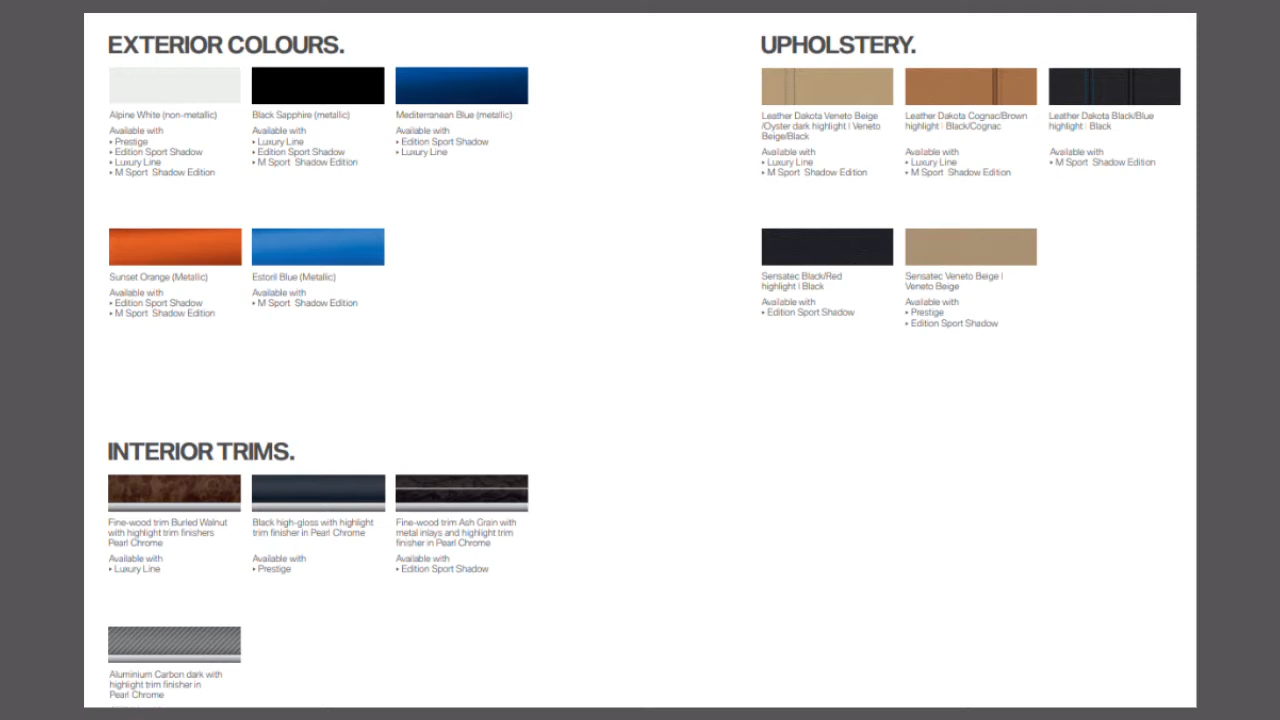 EXTERIOR COLOURS.
Alpine White (non-metallic)
Available with
• Prestige
• Edition Sport Shadow
• Luxury Line
• M Sport Shadow Edition
Black Sapphire (metallic)
Available with
• Luxury Line
• Edition Sport Shadow
• M Sport Shadow Edition
Mediterranean Blue (metallic)
Available with
• Edition Sport Shadow
• Luxury Line
Sunset Orange (Metallic)
Available with
• Edition Sport Shadow
• M Sport Shadow Edition
Estoril Blue (Metallic)
Available with
• M Sport Shadow Edition
UPHOLSTERY.
Leather Dakota Veneto Beige
/Oyster dark highlight | Veneto
Beige/Black
Available with
• Luxury Line
• M Sport Shadow Edition
Leather Dakota Cognac/Brown
highlight | Black/Cognac
Available with
• Luxury Line
• M Sport Shadow Edition
Leather Dakota Black/Blue
highlight | Black
Available with
• M Sport Shadow Edition
Sensatec Black/Red
highlight | Black
Available with
• Edition Sport Shadow
Sensatec Veneto Beige |
Veneto Beige
Available with
• Prestige
• Edition Sport Shadow
INTERIOR TRIMS.
Fine-wood trim Burled Walnut
with highlight trim finishers
Pearl Chrome
Available with
• Luxury Line
Black high-gloss with highlight
trim finisher in Pearl Chrome
Available with
• Prestige
Fine-wood trim Ash Grain with
metal inlays and highlight trim
finisher in Pearl Chrome
Available with
• Edition Sport Shadow
Aluminium Carbon dark with
highlight trim finisher in
Pearl Chrome